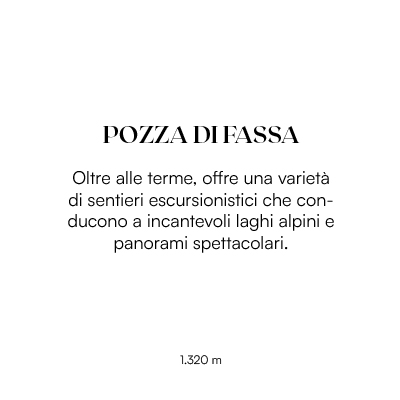 POZZA DI FASSA
Oltre alle terme, offre una varietà
di sentieri escursionistici che con-
ducono a incantevoli laghi alpini e
panorami spettacolari.
1.320 m